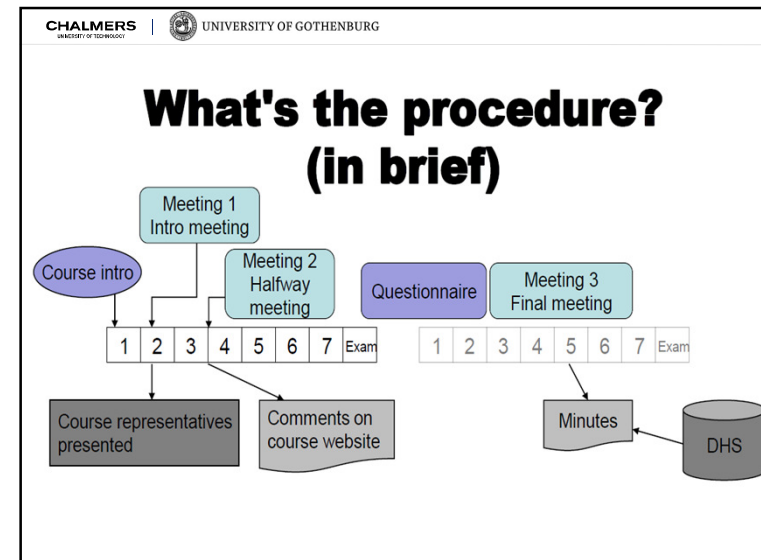 CHALMERS
UNIVERSITY OF TECHNOLOGY
UNIVERSITY OF GOTHENBURG
What's the procedure?
(in brief)
Meeting 1
Intro meeting
Course intro
Meeting 2
Halfway
meeting
Questionnaire
Meeting 3
Final meeting
1 2 3 4 5 6 7 Exam
1 2 3 4 5 6 7 Exam
Course representatives
presented
Comments on
course website
Minutes
DHS